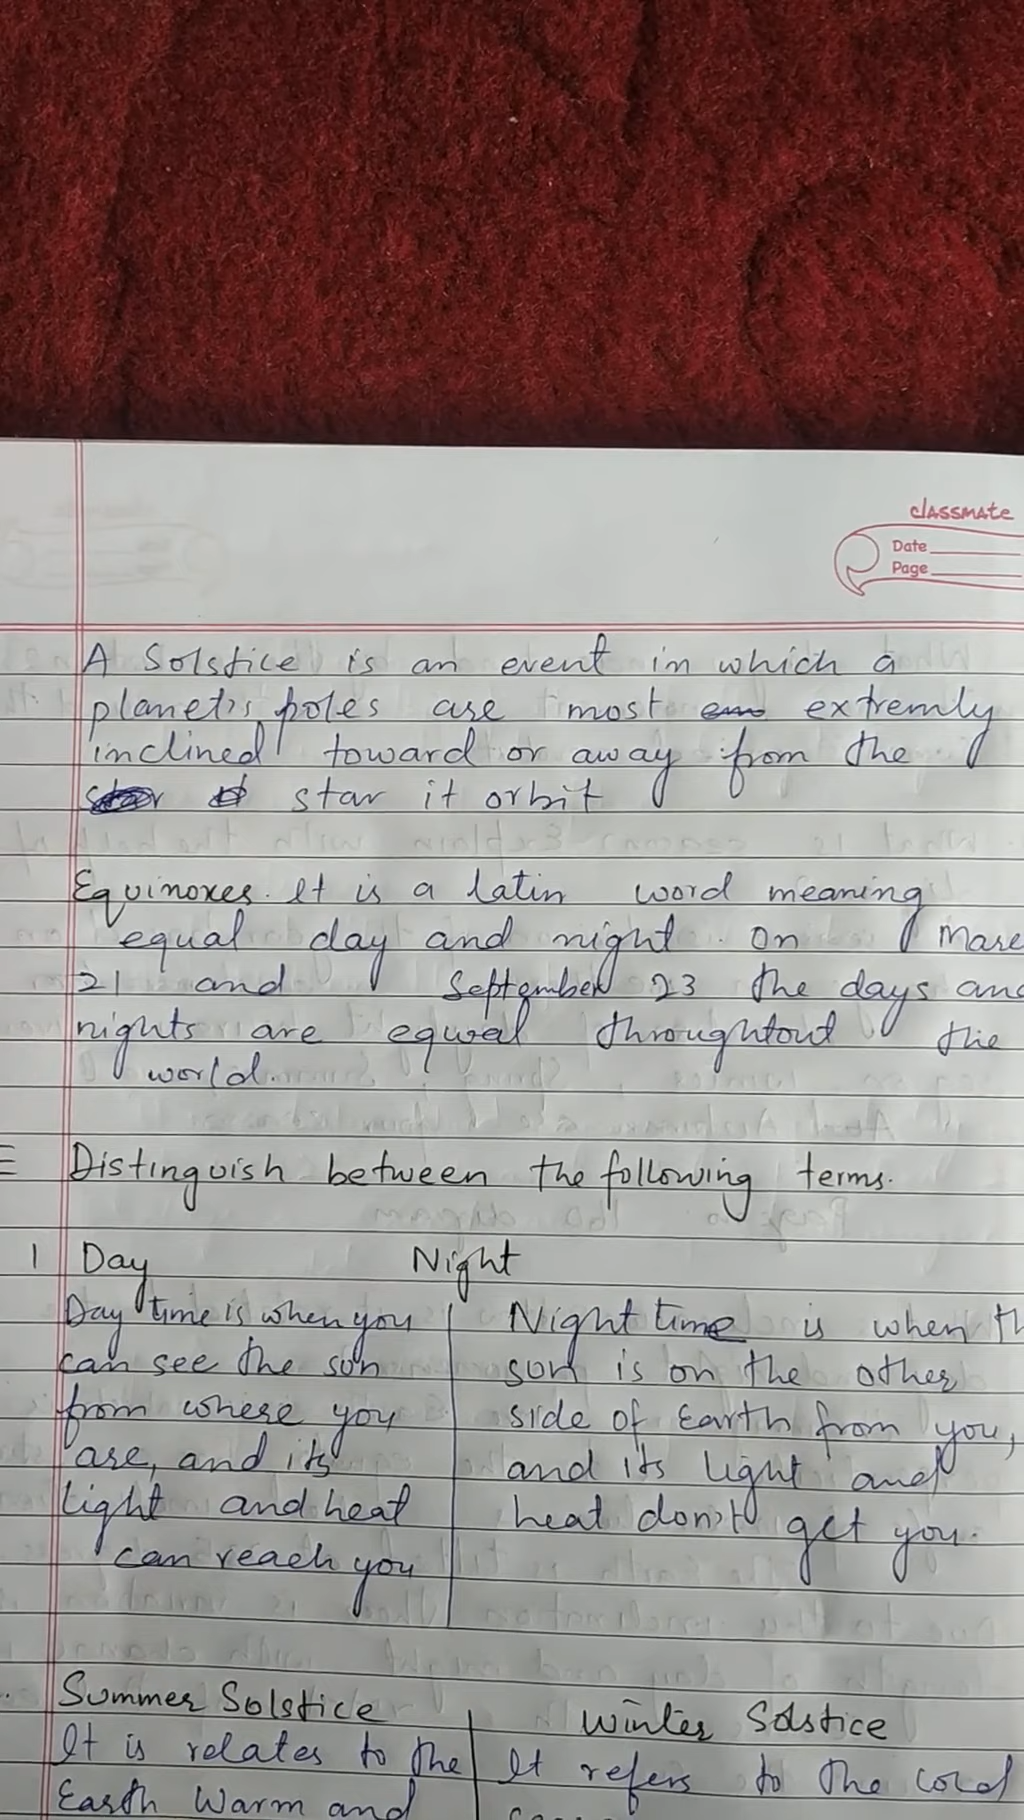 classmate
Date
Page
A Solstice is an event in which a
planet's poles are most extremly
inclined toward or away from the
star it orbit
Equinoxes. It is a latin word meaning
equal day and night. On Marc
21 and September 23 the days and
nights are equal throughtout the
world.
E Distinguish between the following terms.
1 Day Night
Day time is when you
can see the sun
from where you
are, and its
light and heat
can reach you
Night time is when th
sun is on the other
side of Earth from you,
and its light and
heat don't get you.
Summer Solstice
It is relates to the
Earth Warm and
Winter Solstice
It refers to the cold